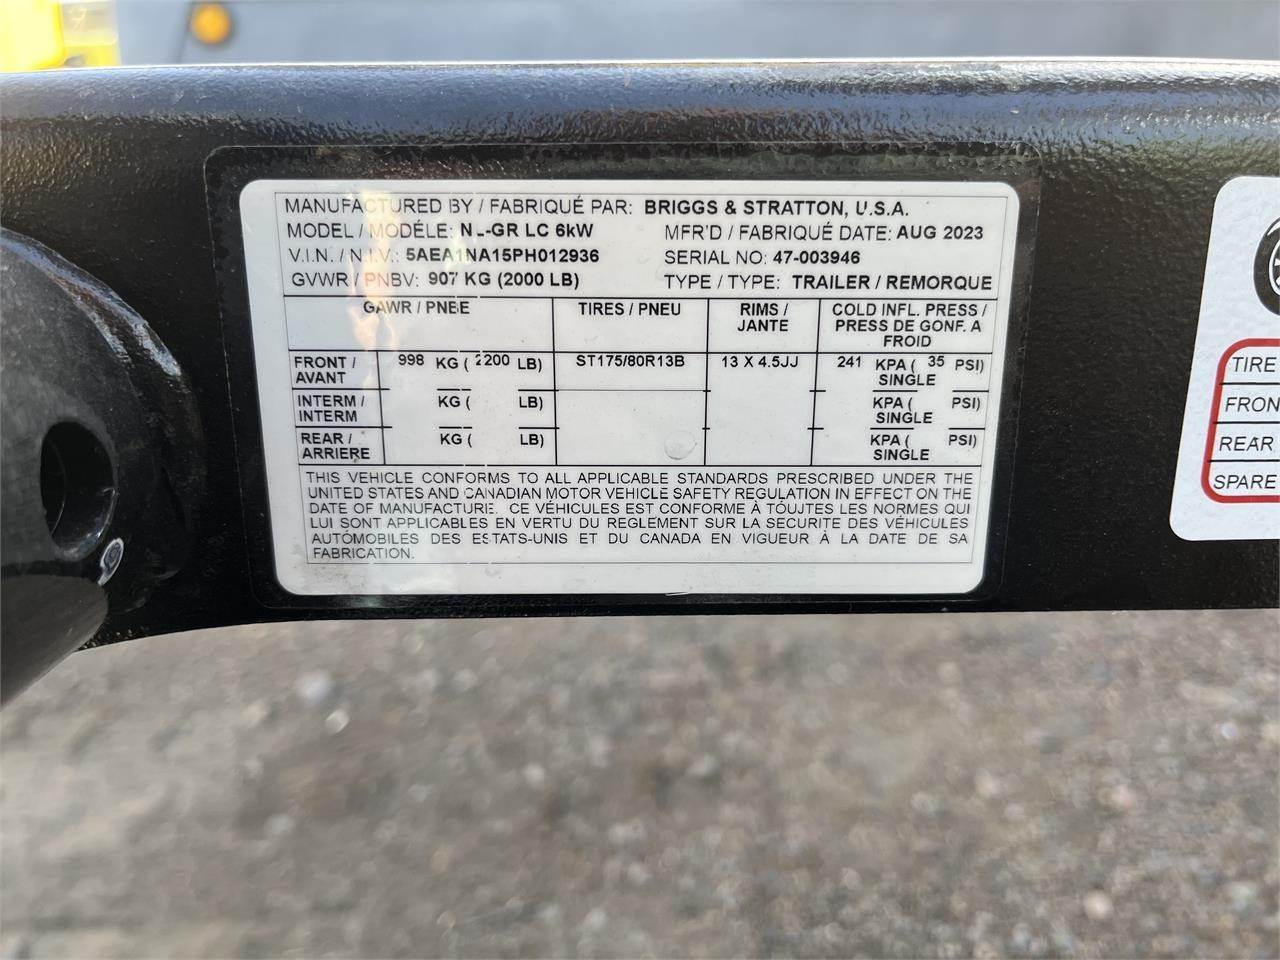 MANUFACTURED BY / FABRIQUÉ PAR: BRIGGS & STRATTON, U.S.A.
MODEL / MODÉLE: -GR LC 6kW MFR'D / FABRIQUÉ DATE: AUG 2023
V.I.N. / N.I.V.: 5AEA1NA15PH012936 SERIAL NO: 47-003946
GVWR / PNBV: 907 KG (2000 LB) TYPE / TYPE: TRAILER / REMORQUE
GAWR / PNBE TIRES / PNEU RIMS / JANTE COLD INFL. PRESS / PRESS DE GONF. A FROID
FRONT / AVANT 998 KG ( 2200 LB) ST175/80R13B 13 X 4.5JJ 241 KPA ( 35 PSI) SINGLE
INTERM / INTERM KG ( LB) KPA ( PSI) SINGLE
REAR / ARRIERE KG ( LB) KPA ( PSI) SINGLE
THIS VEHICLE CONFORMS TO ALL APPLICABLE STANDARDS PRESCRIBED UNDER THE
UNITED STATES AND CANADIAN MOTOR VEHICLE SAFETY REGULATION IN EFFECT ON THE
DATE OF MANUFACTURE. CE VÉHICULES EST CONFORME À TOUTES LES NORMES QUI
LUI SONT APPLICABLES EN VERTU DU REGLEMENT SUR LA SECURITE DES VÉHICULES
AUTOMOBILES DES ESTATS-UNIS ET DU CANADA EN VIGUEUR À LA DATE DE SA
FABRICATION.
TIRE
FRON
REAR
SPARE